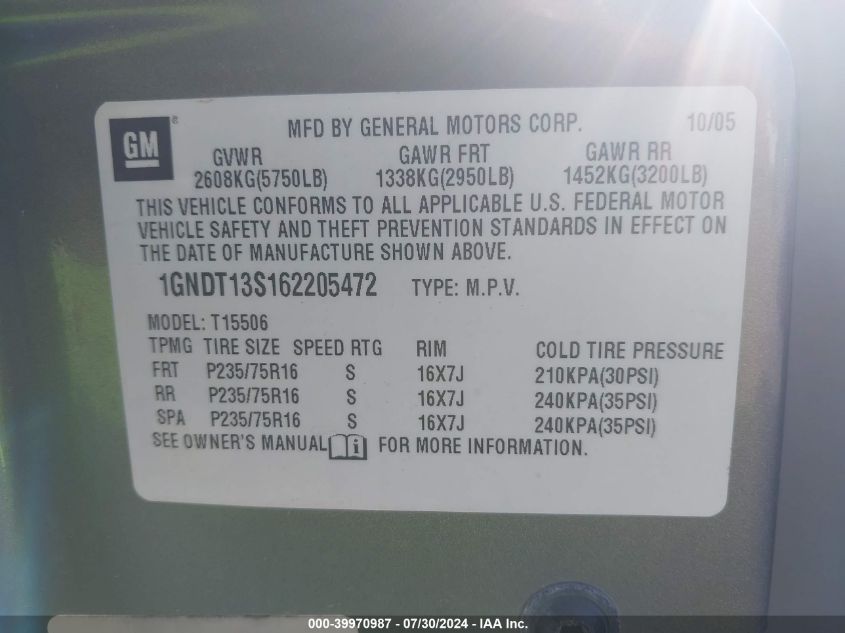 GM ®
MFD BY GENERAL MOTORS CORP. 10/05
GVWR GAWR FRT GAWR RR
2608KG(5750LB) 1338KG(2950LB) 1452KG(3200LB)
THIS VEHICLE CONFORMS TO ALL APPLICABLE U.S. FEDERAL MOTOR
VEHICLE SAFETY AND THEFT PREVENTION STANDARDS IN EFFECT ON
THE DATE OF MANUFACTURE SHOWN ABOVE.
1GNDT13S162205472 TYPE: M.P.V.
MODEL: T15506
TPMG TIRE SIZE SPEED RTG RIM COLD TIRE PRESSURE
FRT P235/75R16 S 16X7J 210KPA(30PSI)
RR P235/75R16 S 16X7J 240KPA(35PSI)
SPA P235/75R16 S 16X7J 240KPA(35PSI)
SEE OWNER'S MANUAL i FOR MORE INFORMATION.
000-39970987 - 07/30/2024 - IAA Inc.